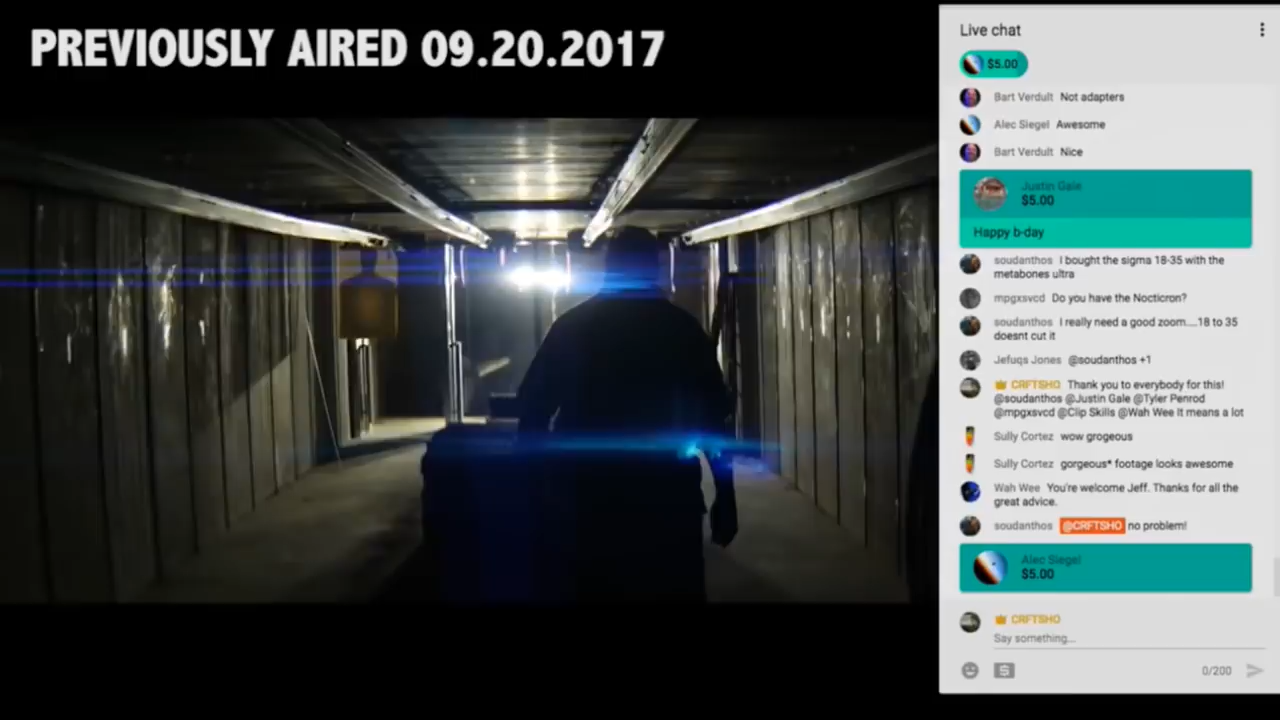 PREVIOUSLY AIRED 09.20.2017
Live chat
$5.00
Bart Verdult Not adapters
Alec Siegel Awesome
Bart Verdult Nice
Justin Gale
$5.00
Happy b-day
soudanthos I bought the sigma 18-35 with the
metabones ultra
mpgxsvcd Do you have the Nocticron?
soudanthos I really need a good zoom....18 to 35
doesnt cut it
Jefuqs Jones @soudanthos +1
CRFTSHO Thank you to everybody for this!
@soudanthos @Justin Gale @Tyler Penrod
@mpgxsvcd @Clip Skills @Wah Wee It means a lot
Sully Cortez wow grogeous
Sully Cortez gorgeous* footage looks awesome
Wah Wee You're welcome Jeff. Thanks for all the
great advice.
soudanthos @CRFTSHO no problem!
Alec Siegel
$5.00
CRFTSHO
Say something...
0/200